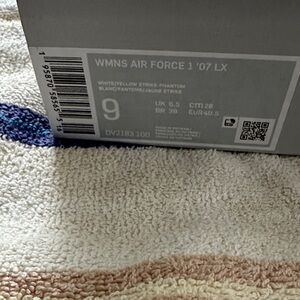 WMNS AIR FORCE 1 '07 LX
WHITE/YELLOW STRIKE-PHANTOM
BLANC/FANTOME/JAUNE STRIKE
9
UK 6.5
CM 26
BR 39
EUR 40.5
DV2183 100